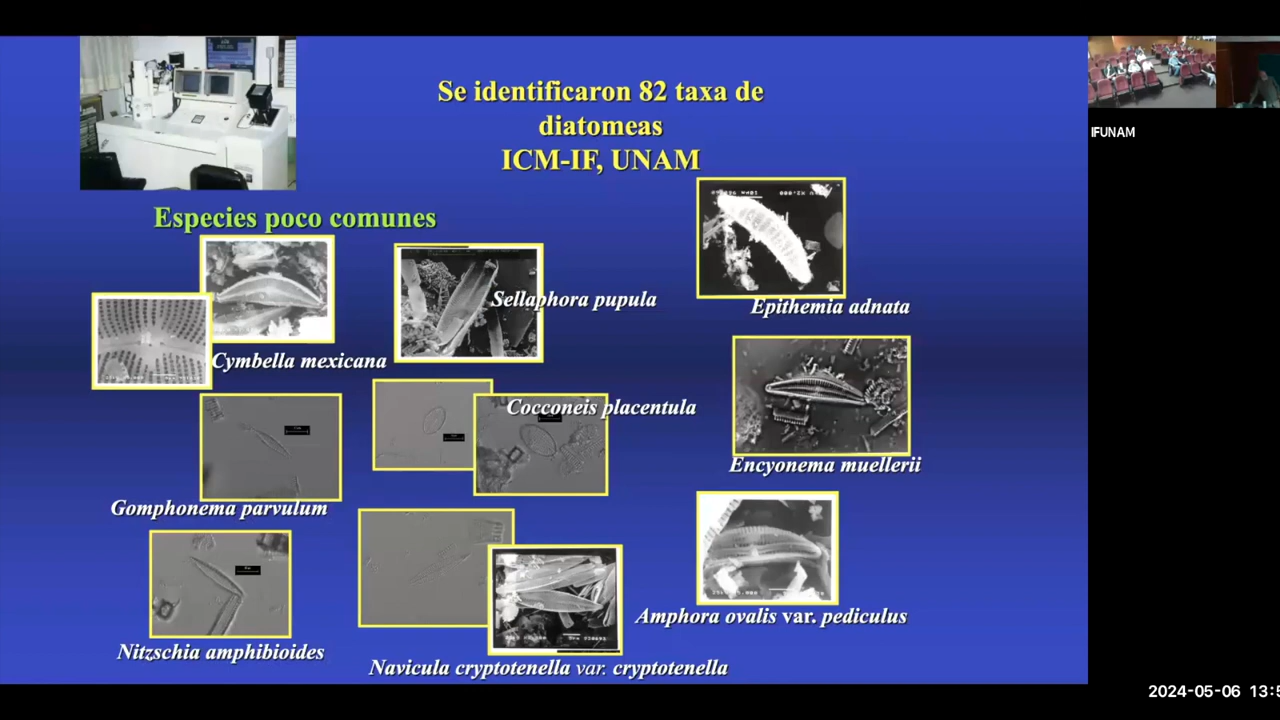 Se identificaron 82 taxa de
diatomeas
ICM-IF, UNAM
IFUNAM
Especies poco comunes
Sellaphora pupula
Epithemia adnata
Cymbella mexicana
Cocconeis placentula
Encyonema muellerii
Gomphonema parvulum
Amphora ovalis var. pediculus
Nitzschia amphibioides
Navicula cryptotenella var. cryptotenella
2024-05-06 13:5